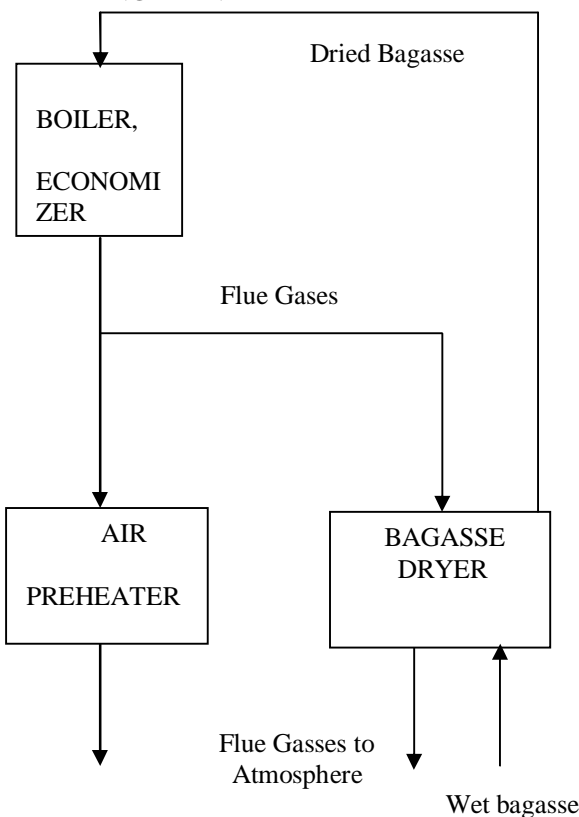 Dried Bagasse
BOILER,
ECONOMI
ZER
Flue Gases
AIR
PREHEATER
BAGASSE
DRYER
Flue Gasses to
Atmosphere
Wet bagasse